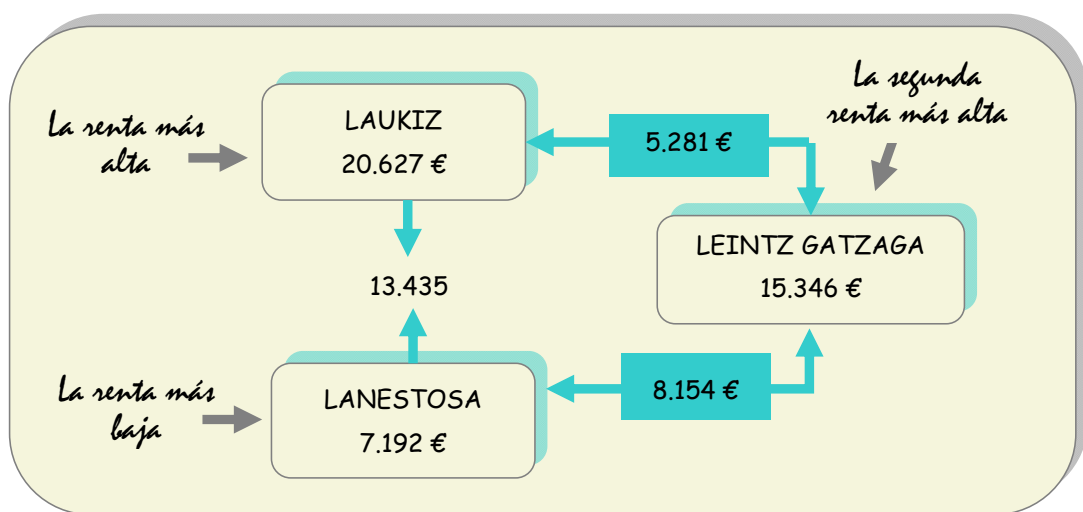 La renta más
alta
LAUKIZ
20.627 €
5.281 €
La segunda
renta más alta
LEINTZ GATZAGA
15.346 €
13.435
La renta más
baja
LANESTOSA
7.192 €
8.154 €